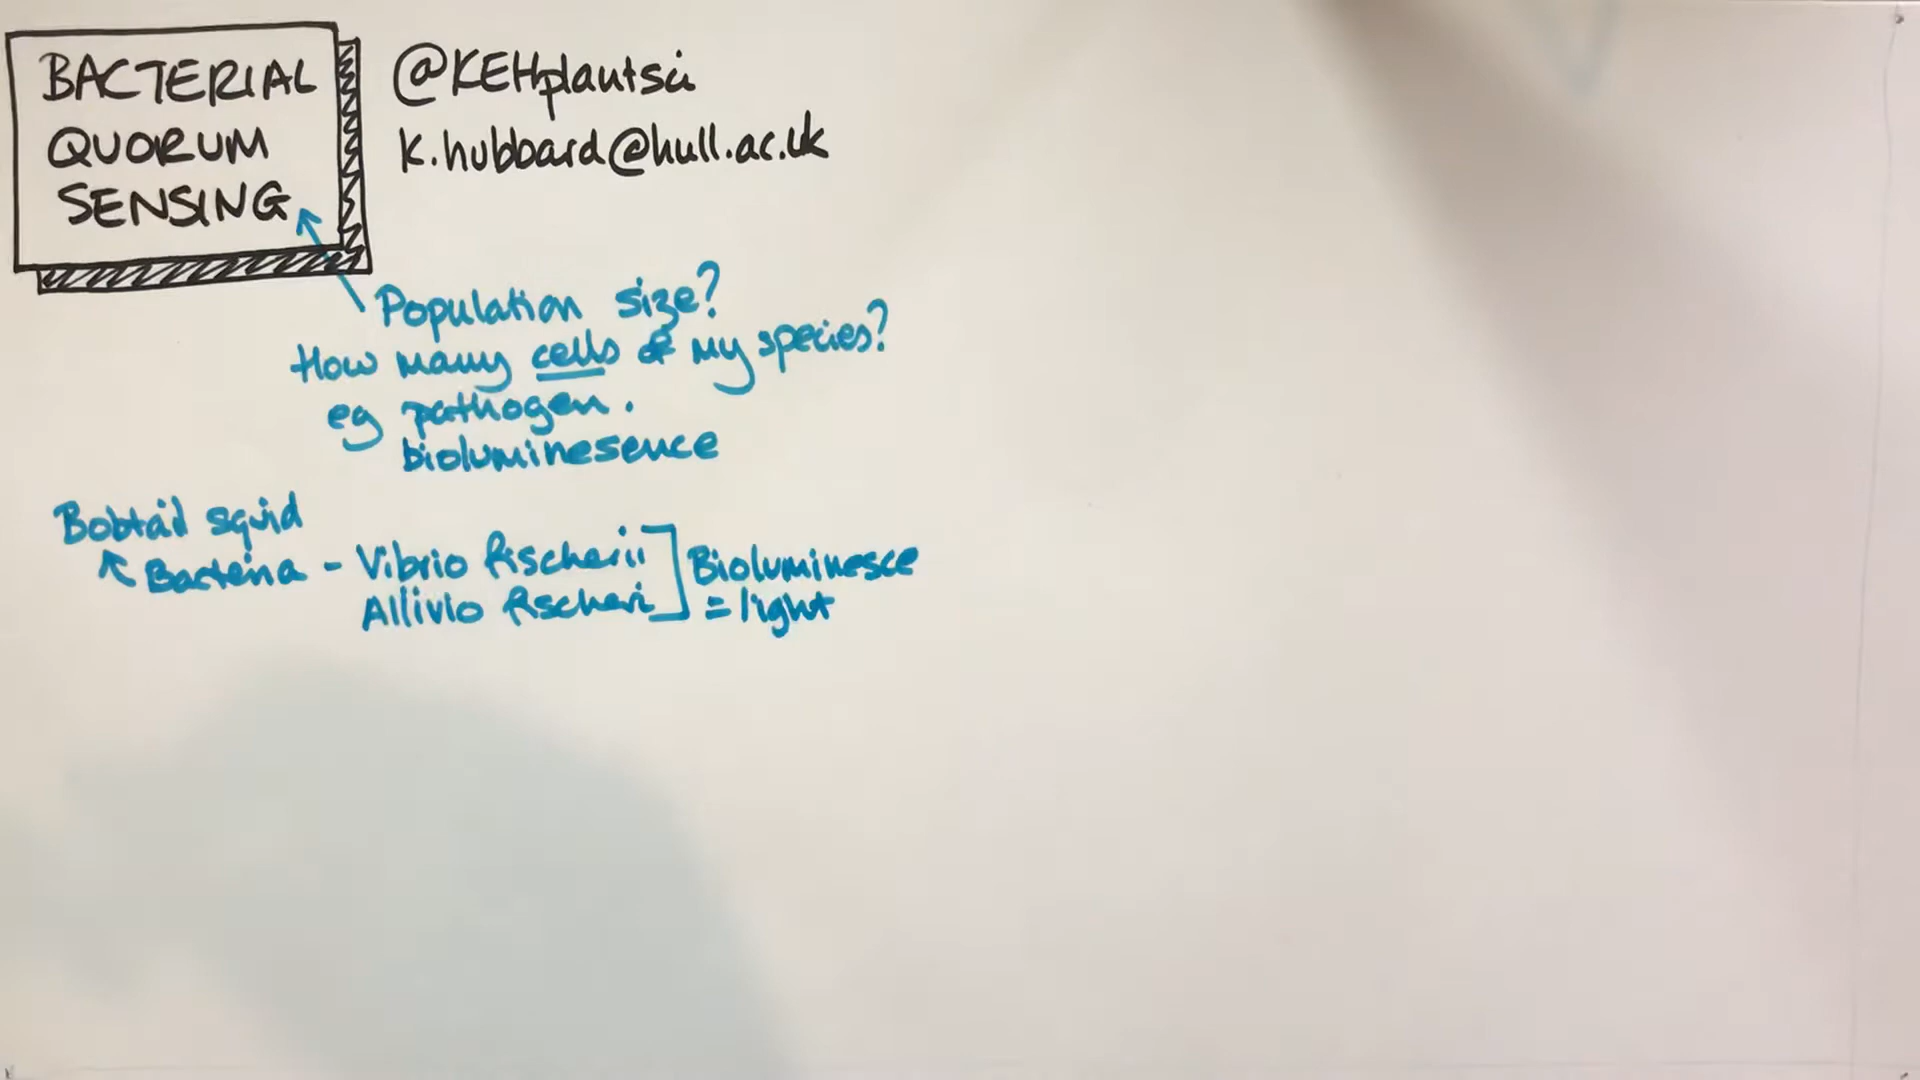 BACTERIAL
QUORUM
SENSING
@KEHplantsci
k.hubbard@hull.ac.uk
Population size?
How many cells of my species?
eg pathogen.
bioluminesence
Bobtail squid
Bacteria - Vibrio fischerii
Allivio fischeri
Bioluminesce
= light